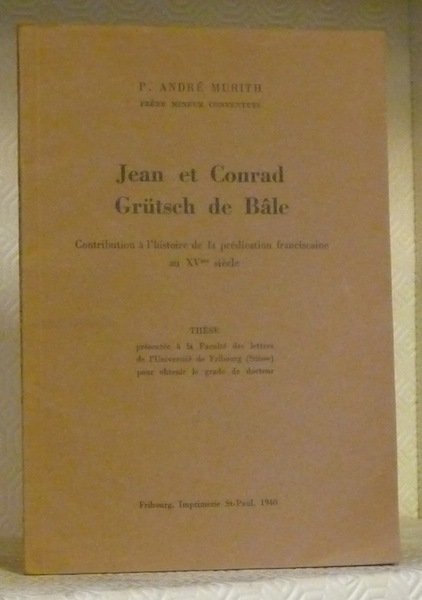 P. ANDRÉ MURITH
FRÈRE MINEUR CONVENTUEL
Jean et Conrad
Grütsch de Bâle
Contribution à l'histoire de la prédication franciscaine
au XVme siècle
THÈSE
présentée à la Faculté des lettres
de l'Université de Fribourg (Suisse)
pour obtenir le grade de docteur
Fribourg, Imprimerie St-Paul, 1940